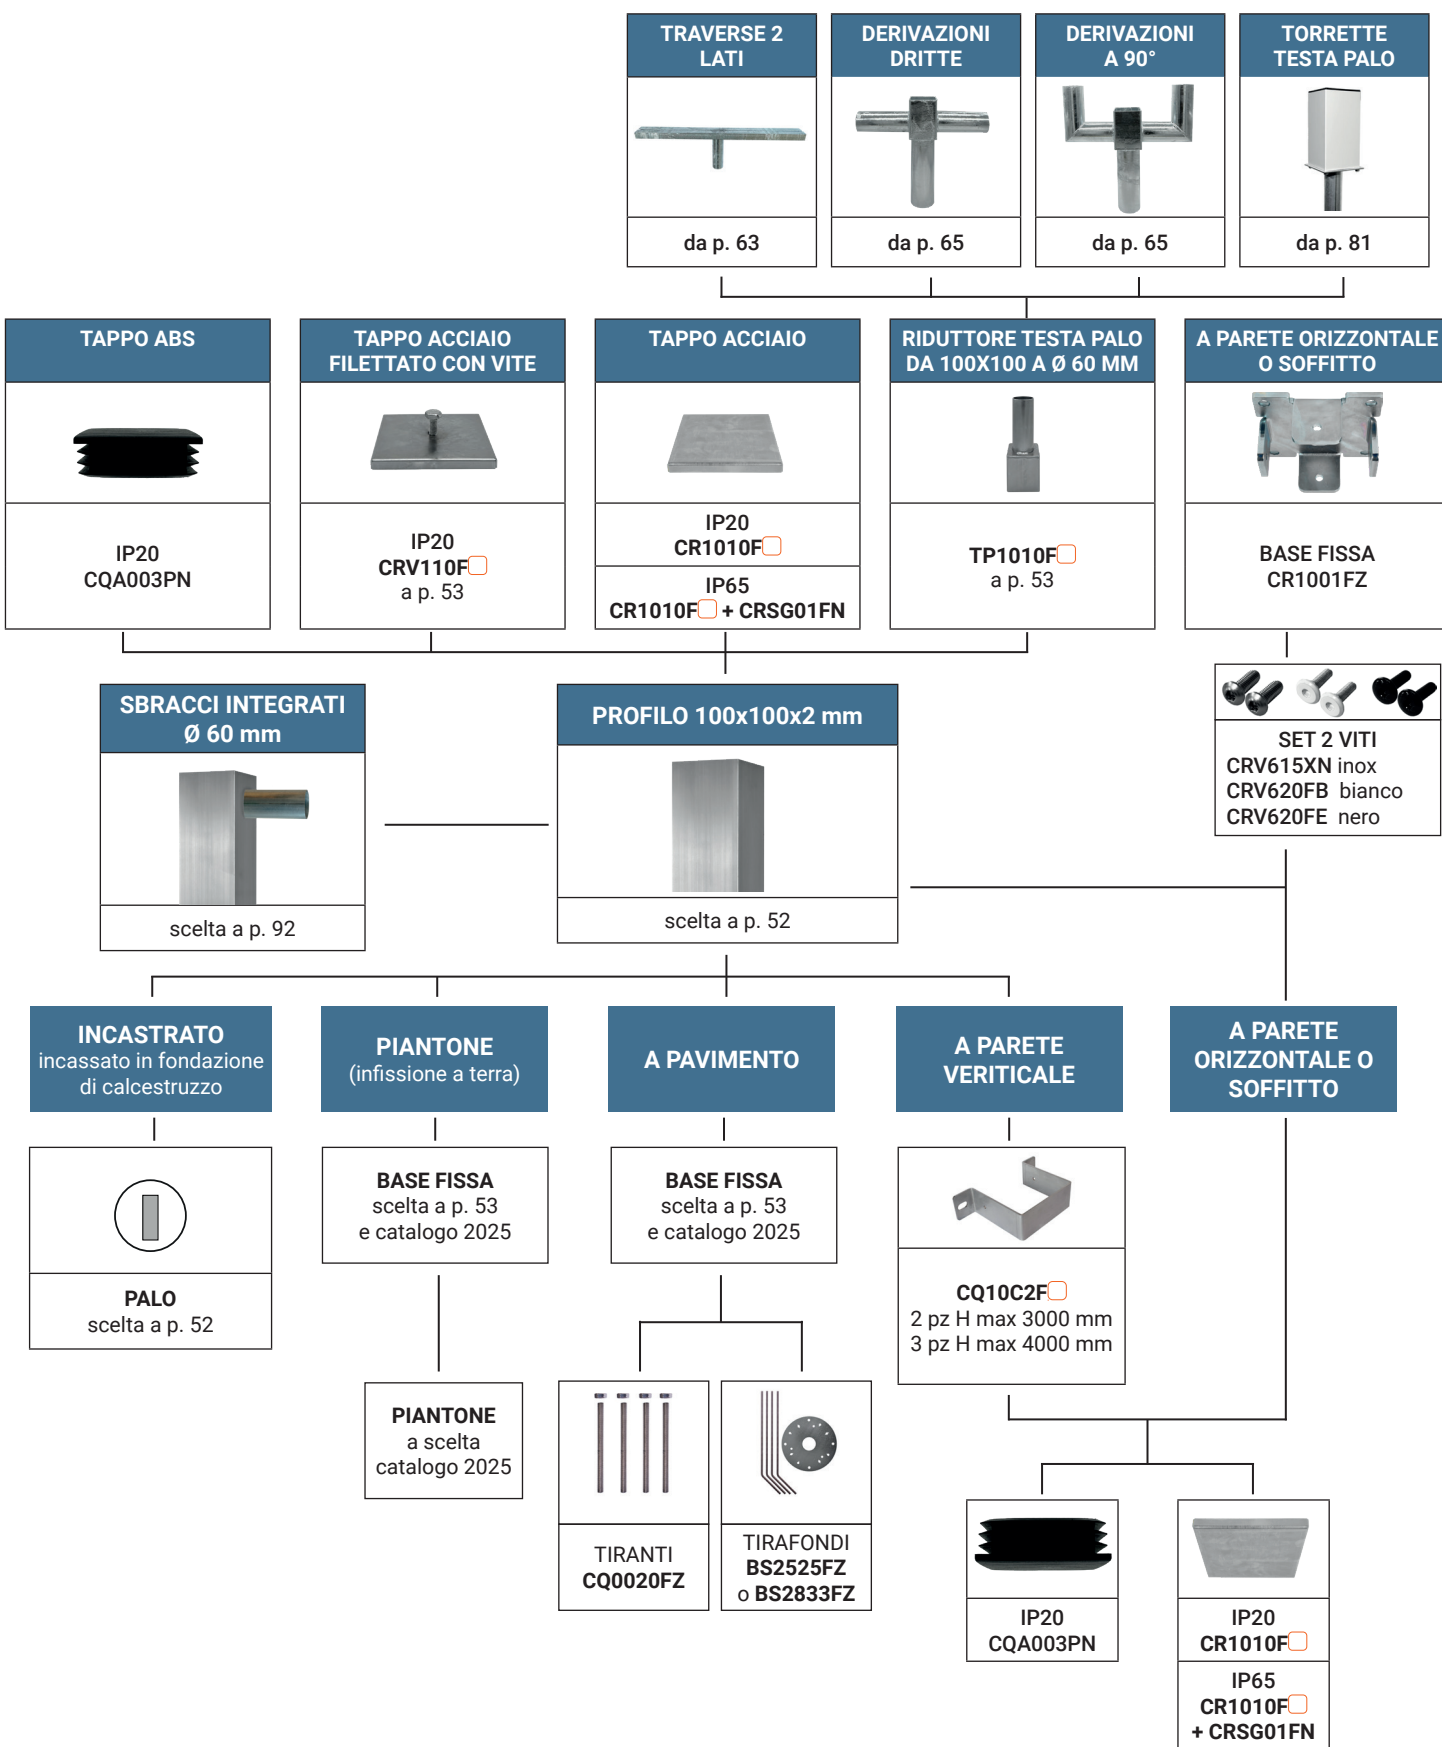 TRAVERSE 2
LATI
da p. 63
DERIVAZIONI
DRITTE
da p. 65
DERIVAZIONI
A 90°
da p. 65
TORRETTE
TESTA PALO
da p. 81
TAPPO ABS
IP20
CQA003PN
TAPPO ACCIAIO
FILETTATO CON VITE
IP20
CRV110F
a p. 53
TAPPO ACCIAIO
IP20
CR1010F
IP65
CR1010F + CRSG01FN
RIDUTTORE TESTA PALO
DA 100X100 A Ø 60 MM
TP1010F
a p. 53
A PARETE ORIZZONTALE
O SOFFITTO
BASE FISSA
CR1001FZ
SET 2 VITI
CRV615XN inox
CRV620FB bianco
CRV620FE nero
SBRACCI INTEGRATI
Ø 60 mm
scelta a p. 92
PROFILO 100x100x2 mm
scelta a p. 52
INCASTRATO
incassato in fondazione
di calcestruzzo
PALO
scelta a p. 52
PIANTONE
(infissione a terra)
BASE FISSA
scelta a p. 53
e catalogo 2025
PIANTONE
a scelta
catalogo 2025
A PAVIMENTO
BASE FISSA
scelta a p. 53
e catalogo 2025
TIRANTI
CQ0020FZ
TIRAFONDI
BS2525FZ
o BS2833FZ
A PARETE
VERITICALE
CQ10C2F
2 pz H max 3000 mm
3 pz H max 4000 mm
A PARETE
ORIZZONTALE O
SOFFITTO
IP20
CQA003PN
IP20
CR1010F
IP65
CR1010F
+ CRSG01FN